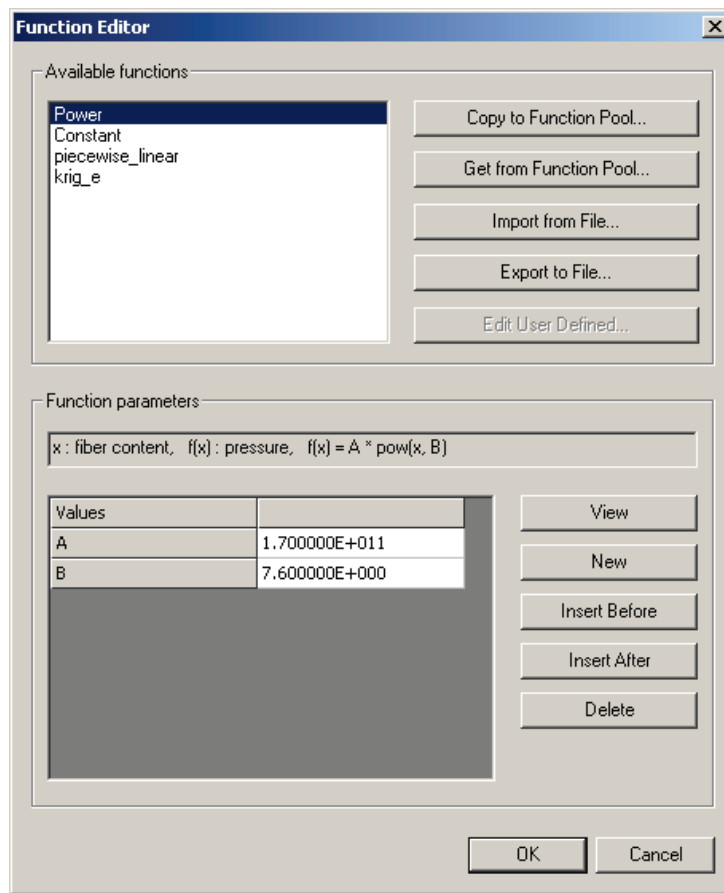 Function Editor
Available functions
Power
Constant
piecewise_linear
krig_e
Copy to Function Pool...
Get from Function Pool...
Import from File...
Export to File...
Edit User Defined...
Function parameters
x : fiber content,   f(x) : pressure,   f(x) = A * pow(x, B)
Values
A 1.700000E+011
B 7.600000E+000
View
New
Insert Before
Insert After
Delete
OK Cancel